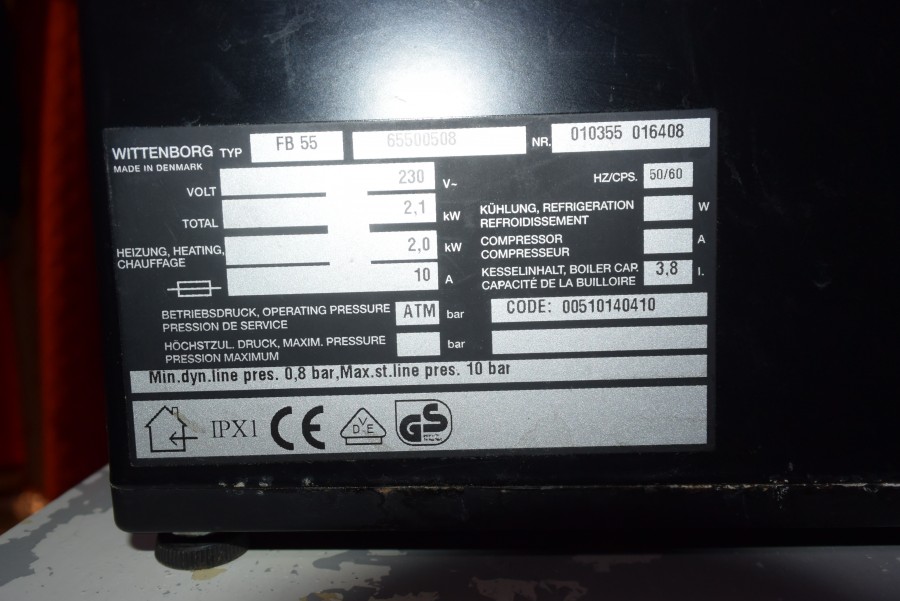 WITTENBORG TYP FB 55 65500508 NR. 010355 016408
MADE IN DENMARK
VOLT 230 V~ HZ/CPS. 50/60
TOTAL 2,1 kW KÜHLUNG, REFRIGERATION W
REFROIDISSEMENT
HEIZUNG, HEATING, 2,0 kW COMPRESSOR A
CHAUFFAGE COMPRESSEUR
10 A KESSELINHALT, BOILER CAP. 3,8 l.
CAPACITÉ DE LA BUILLOIRE
BETRIEBSDRUCK, OPERATING PRESSURE ATM bar CODE: 00510140410
PRESSION DE SERVICE
HÖCHSTZUL. DRUCK, MAXIM. PRESSURE bar
PRESSION MAXIMUM
Min.dyn.line pres. 0,8 bar,Max.st.line pres. 10 bar
IPX1 CE VDE GS